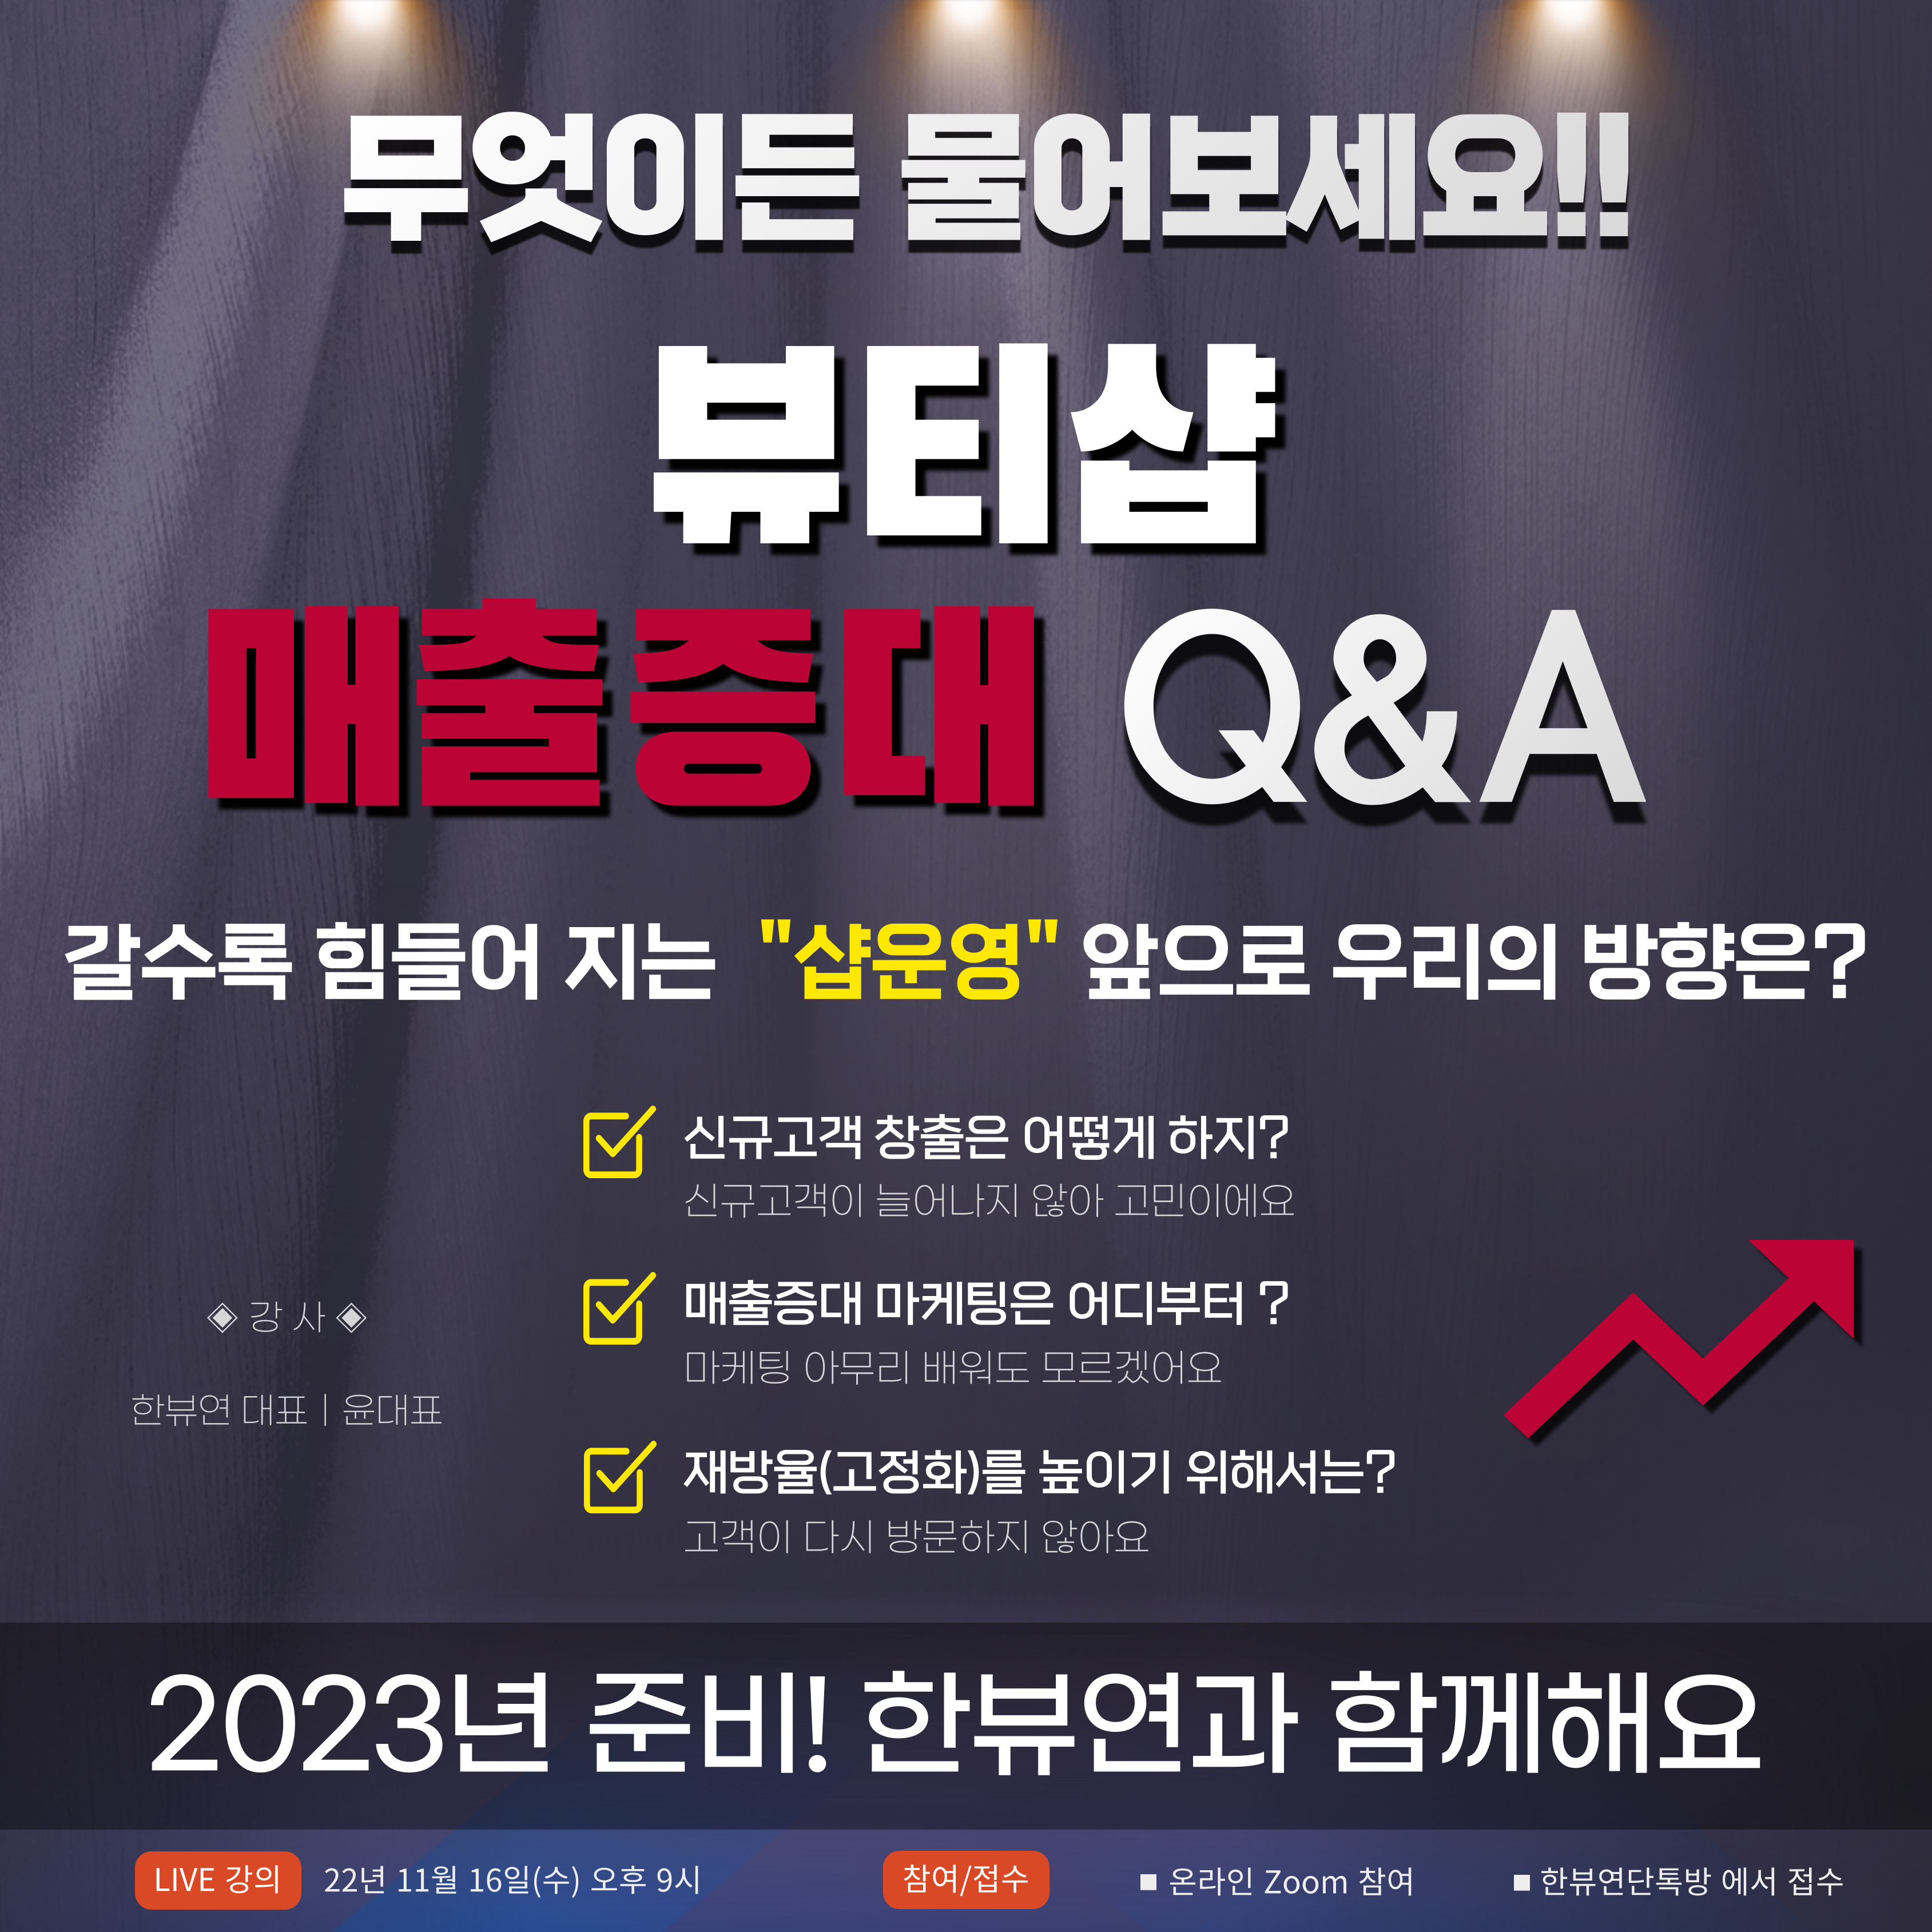 무엇이든 물어보세요!!
뷰티샵
매출증대 Q&A
갈수록 힘들어 지는 "샵운영" 앞으로 우리의 방향은?
신규고객 창출은 어떻게 하지?
신규고객이 늘어나지 않아 고민이에요
매출증대 마케팅은 어디부터 ?
마케팅 아무리 배워도 모르겠어요
재방율(고정화)를 높이기 위해서는?
고객이 다시 방문하지 않아요
◈ 강 사 ◈
한뷰연 대표ㅣ윤대표
2023년 준비! 한뷰연과 함께해요
LIVE 강의 22년 11월 16일(수) 오후 9시
참여/접수 ■ 온라인 Zoom 참여 ■ 한뷰연단톡방 에서 접수